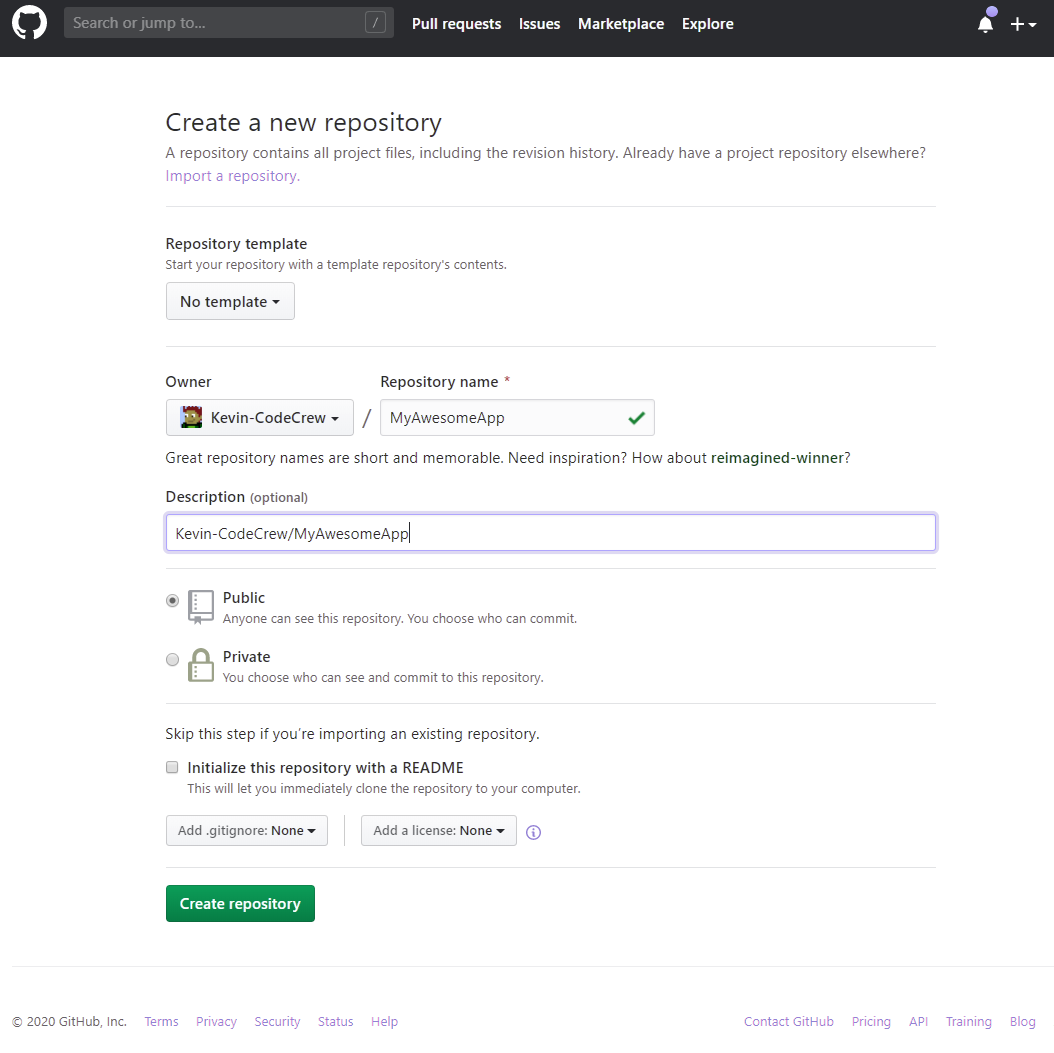 Search or jump to... / Pull requests Issues Marketplace Explore
Create a new repository
A repository contains all project files, including the revision history. Already have a project repository elsewhere?
Import a repository.
Repository template
Start your repository with a template repository's contents.
No template
Owner Repository name *
Kevin-CodeCrew / MyAwesomeApp
Great repository names are short and memorable. Need inspiration? How about reimagined-winner?
Description (optional)
Kevin-CodeCrew/MyAwesomeApp
Public
Anyone can see this repository. You choose who can commit.
Private
You choose who can see and commit to this repository.
Skip this step if you’re importing an existing repository.
Initialize this repository with a README
This will let you immediately clone the repository to your computer.
Add .gitignore: None Add a license: None
Create repository
© 2020 GitHub, Inc. Terms Privacy Security Status Help Contact GitHub Pricing API Training Blog